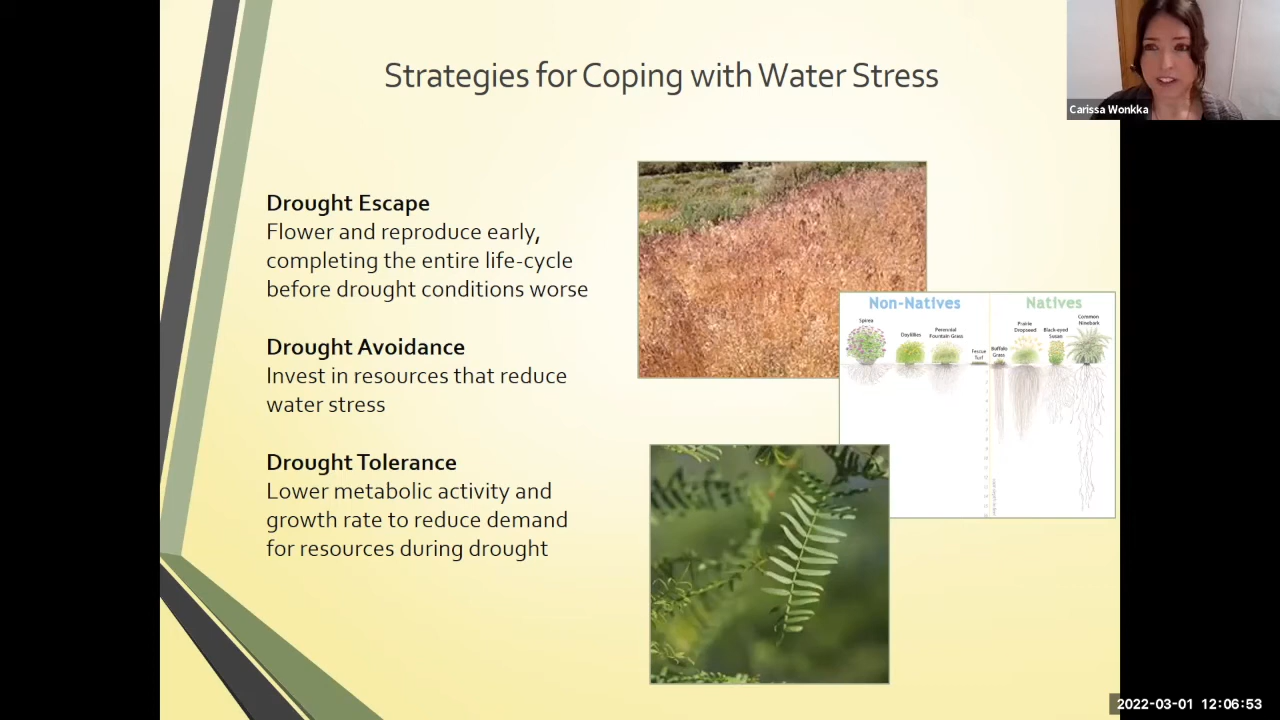 Strategies for Coping with Water Stress
Carissa Wonkka
Drought Escape
Flower and reproduce early,
completing the entire life-cycle
before drought conditions worse
Drought Avoidance
Invest in resources that reduce
water stress
Drought Tolerance
Lower metabolic activity and
growth rate to reduce demand
for resources during drought
Non-Natives
Natives
Spirea
Daylilies
Perennial
Fountain Grass
Fescue
Turf
Buffalo
Grass
Prairie
Dropseed
Black-eyed
Susan
Common
Ninebark
2022-03-01 12:06:53